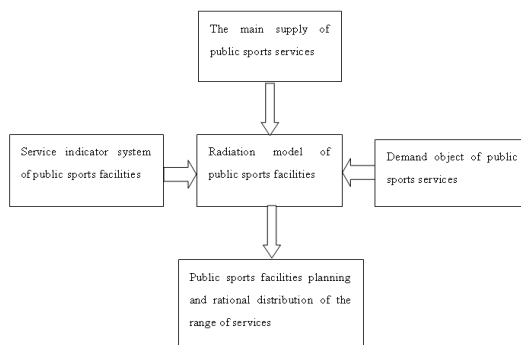 The main supply of
public sports services
Service indicator system
of public sports facilities
Radiation model of
public sports facilities
Demand object of public
sports services
Public sports facilities planning
and rational distribution of the
range of services